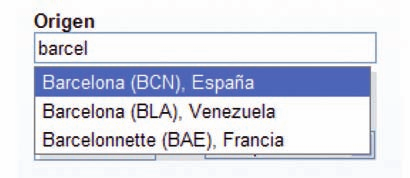 Origen
barcel
Barcelona (BCN), España
Barcelona (BLA), Venezuela
Barcelonnette (BAE), Francia